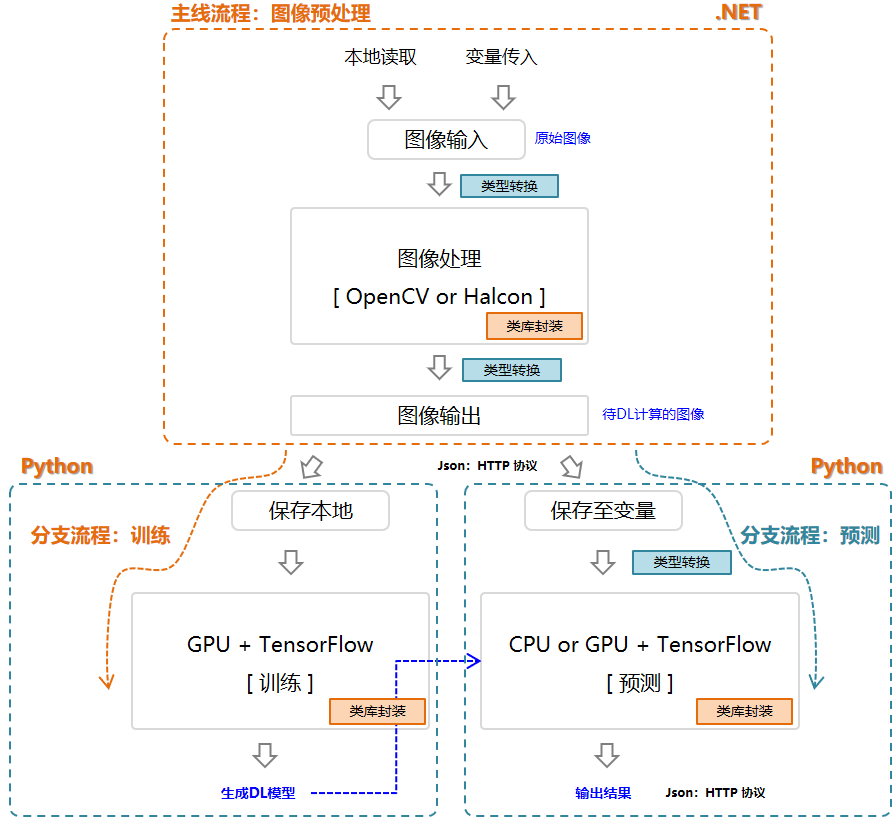 主线流程：图像预处理
.NET
本地读取
变量传入
图像输入
原始图像
类型转换
图像处理
[ OpenCV or Halcon ]
类库封装
类型转换
图像输出
待DL计算的图像
Python
Json：HTTP 协议
Python
保存本地
保存至变量
分支流程：训练
分支流程：预测
类型转换
GPU + TensorFlow
[ 训练 ]
类库封装
CPU or GPU + TensorFlow
[ 预测 ]
类库封装
生成DL模型
输出结果
Json：HTTP 协议